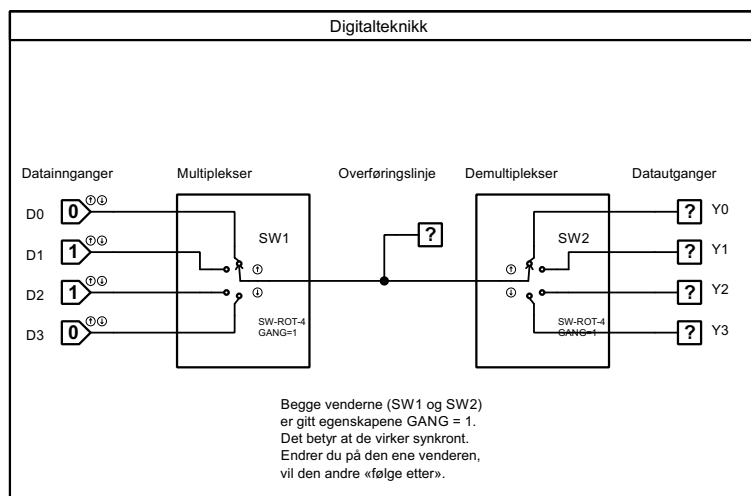 Digitalteknikk
Datainnganger Multiplekser Overføringslinje Demultiplekser Datautganger
D0 0 ? Y0
D1 1 SW1 ? SW2 ? Y1
D2 1 ? Y2
D3 0 SW-ROT-4 SW-ROT-4 ? Y3
GANG=1 GANG=1
Begge venderne (SW1 og SW2)
er gitt egenskapene GANG = 1.
Det betyr at de virker synkront.
Endrer du på den ene venderen,
vil den andre «følge etter».